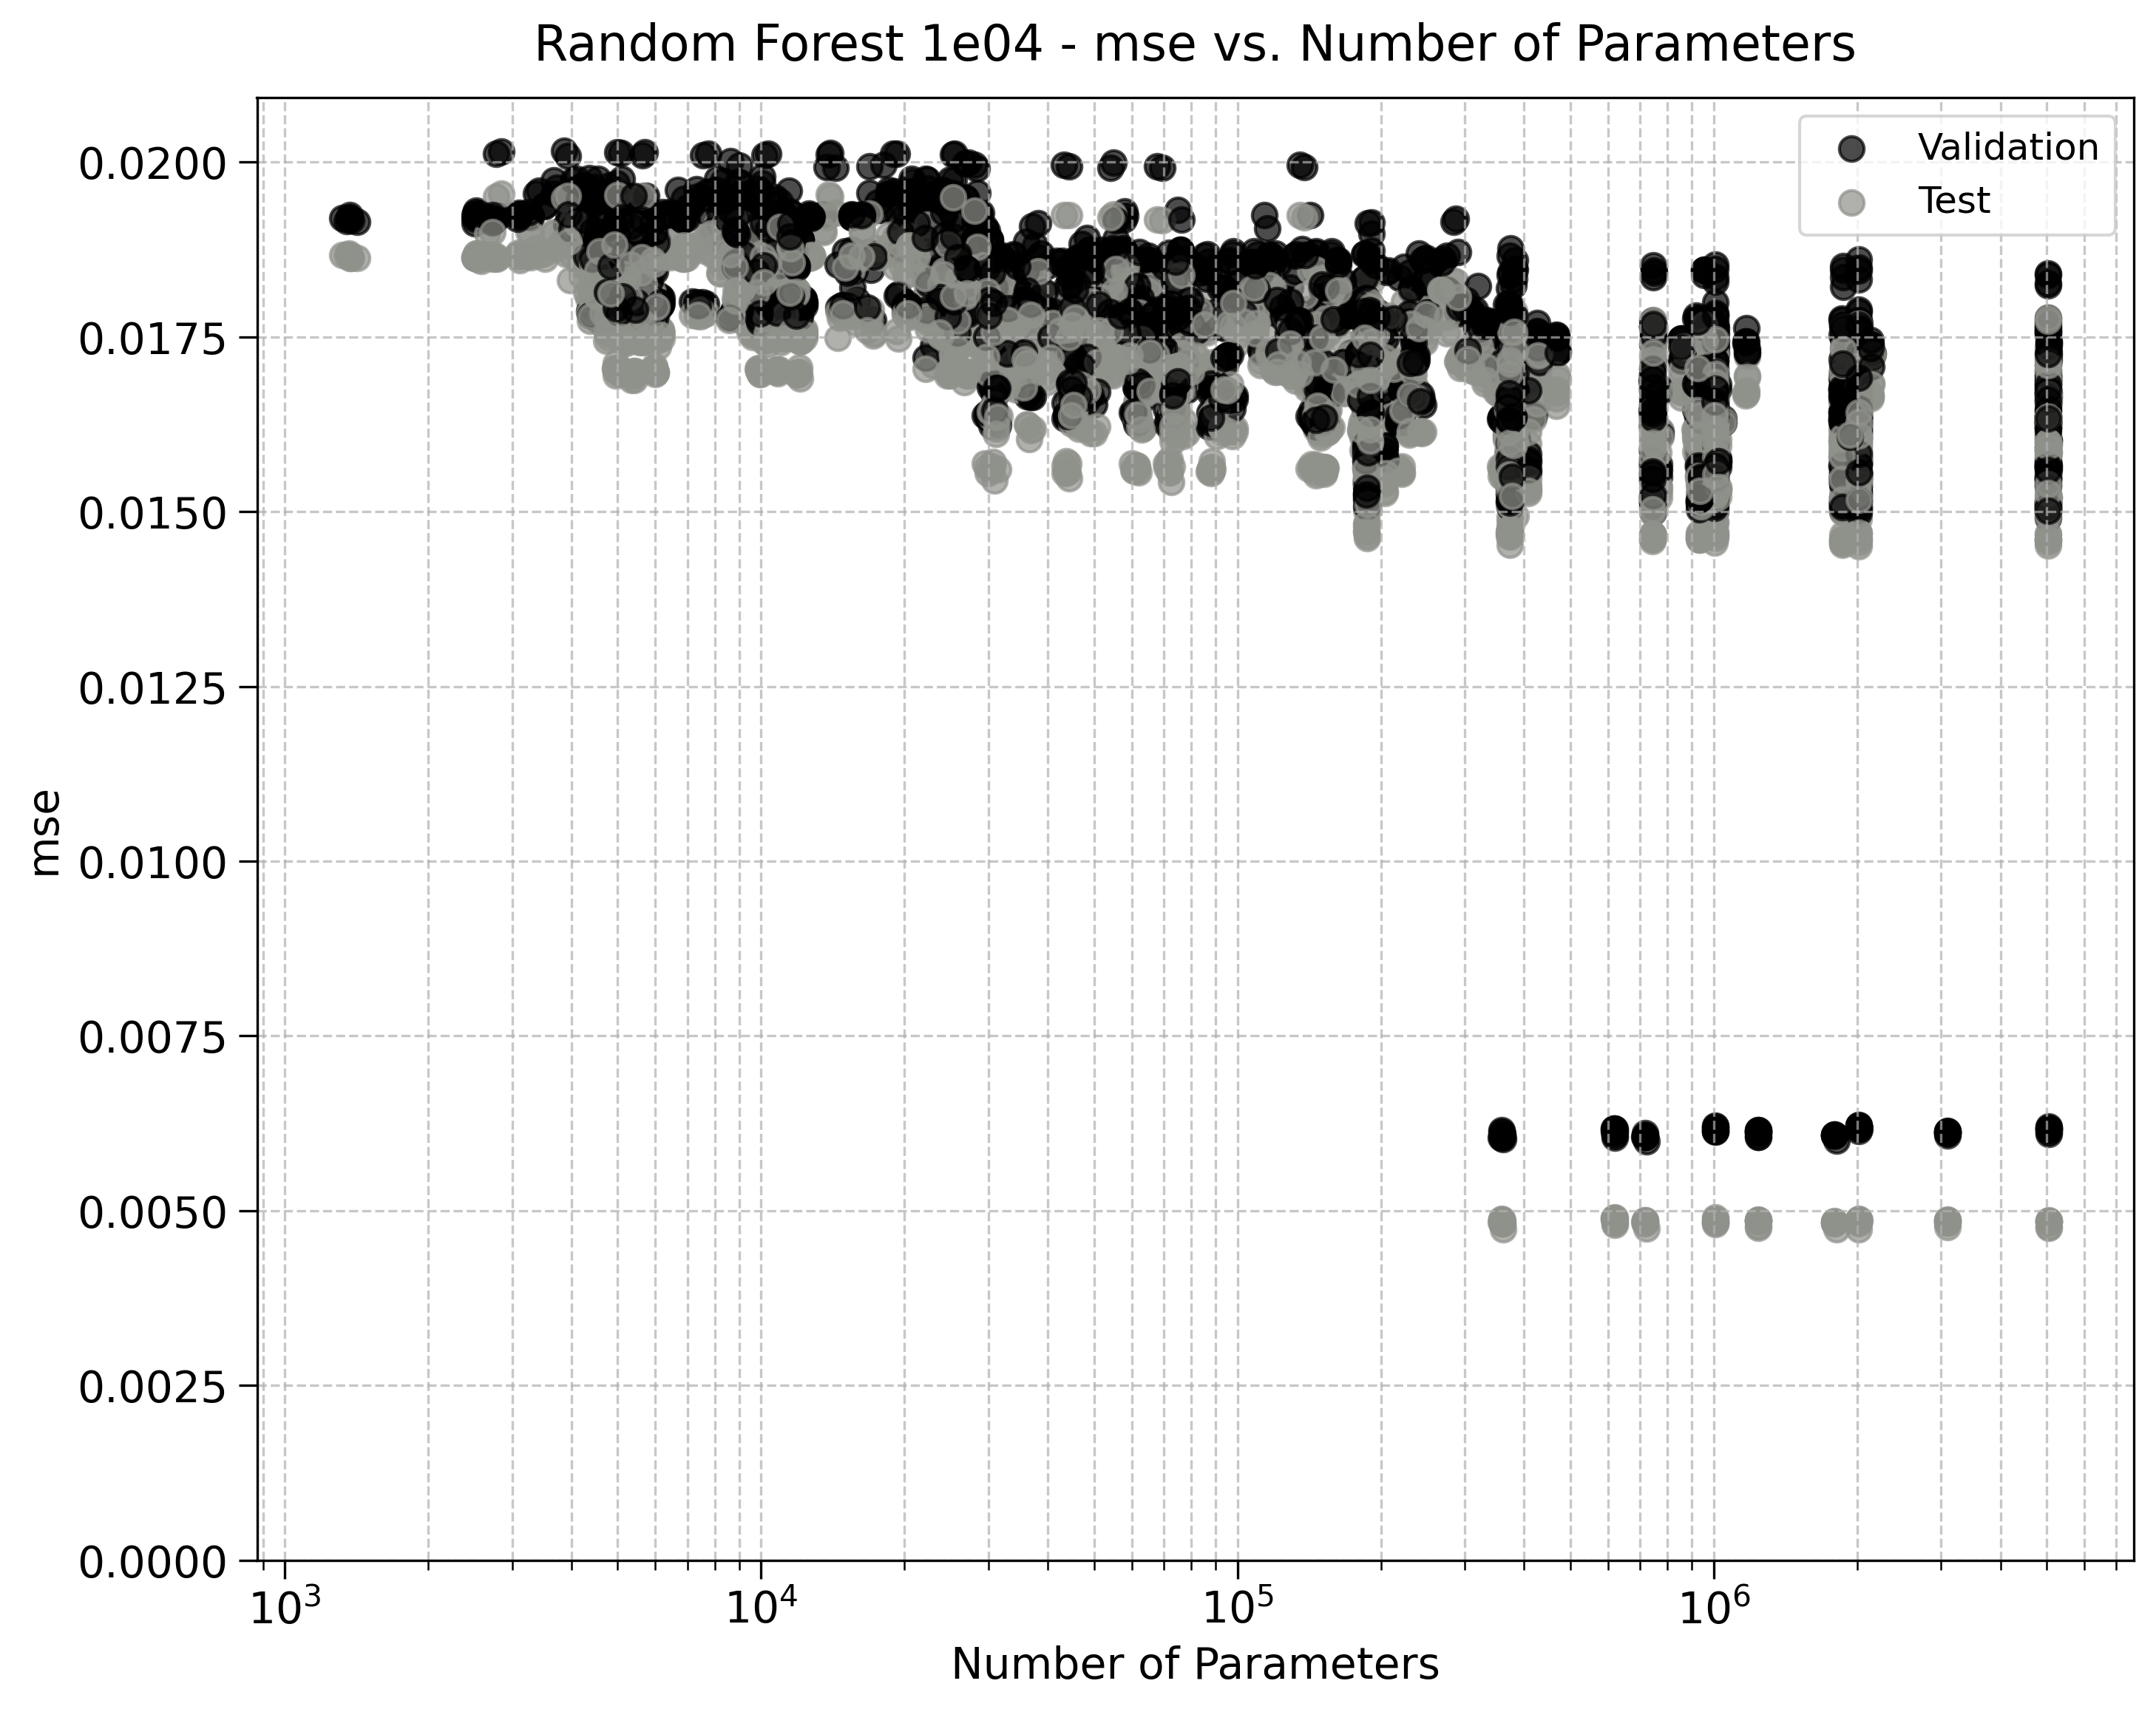 Random Forest 1e04 - mse vs. Number of Parameters
Validation
Test
0.0200
0.0175
0.0150
0.0125
0.0100
0.0075
0.0050
0.0025
0.0000
mse
10³ 10⁴ 10⁵ 10⁶
Number of Parameters